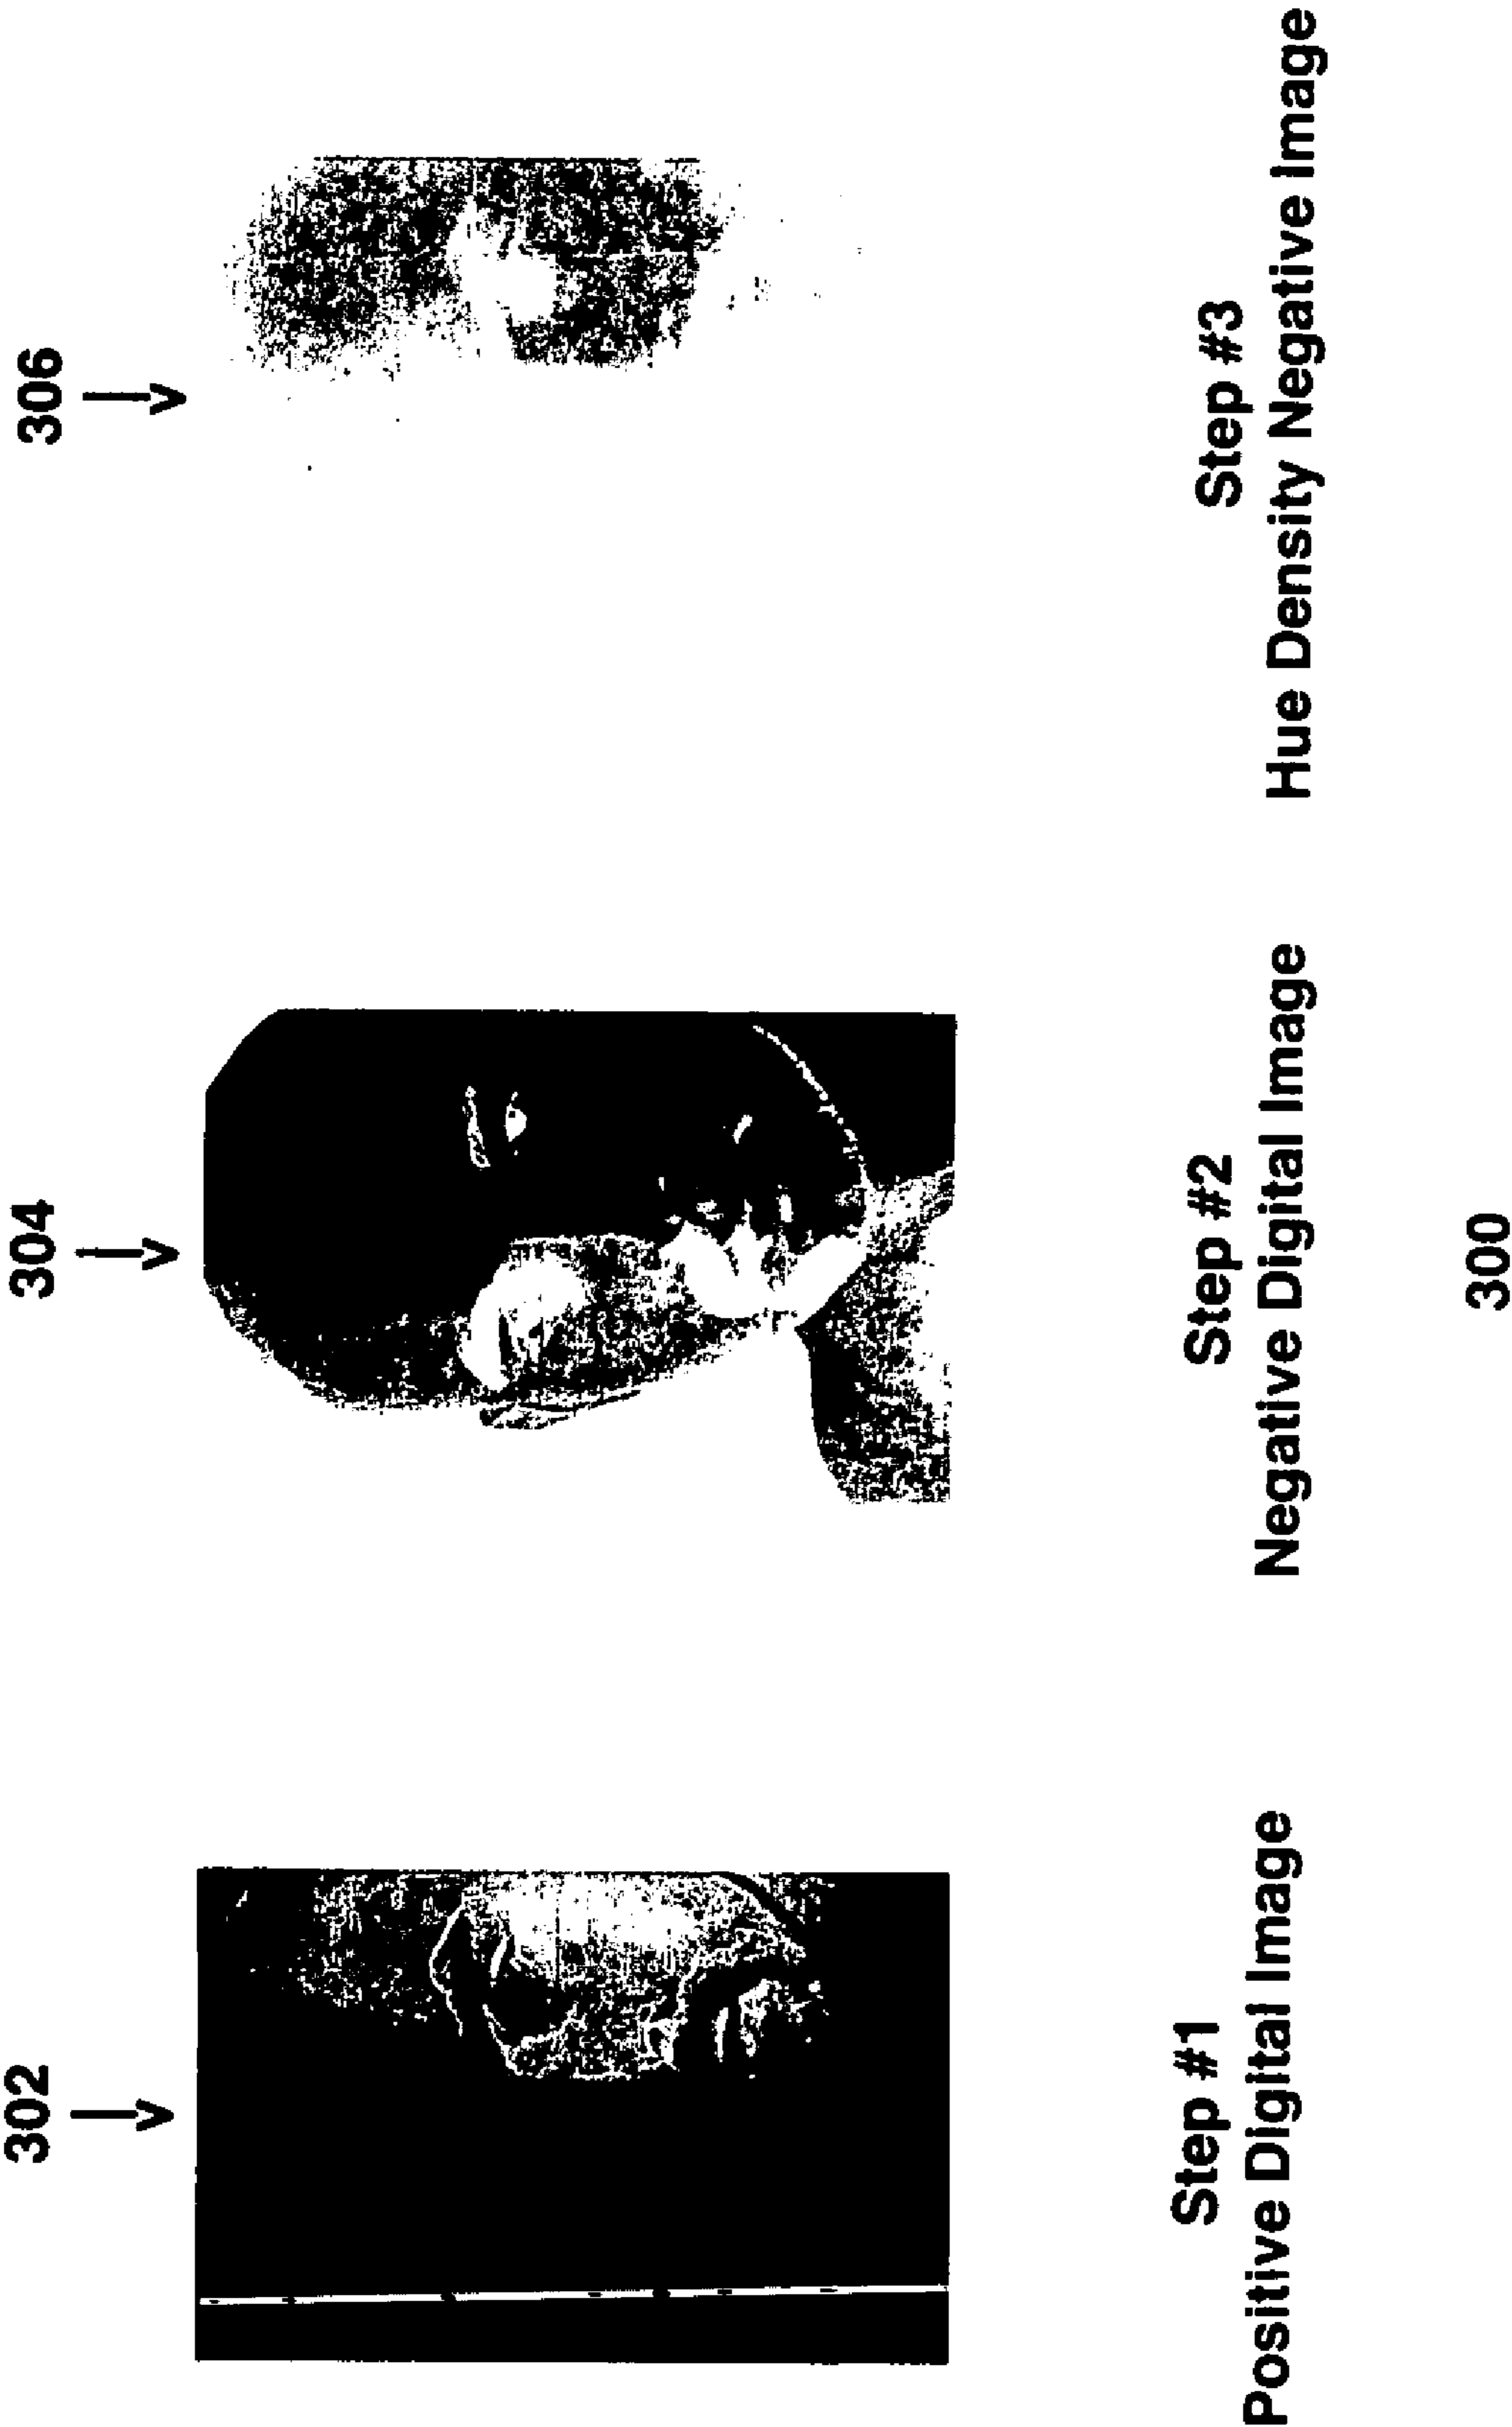 302
304
306
Step #1
Positive Digital Image
Step #2
Negative Digital Image
Step #3
Hue Density Negative Image
300